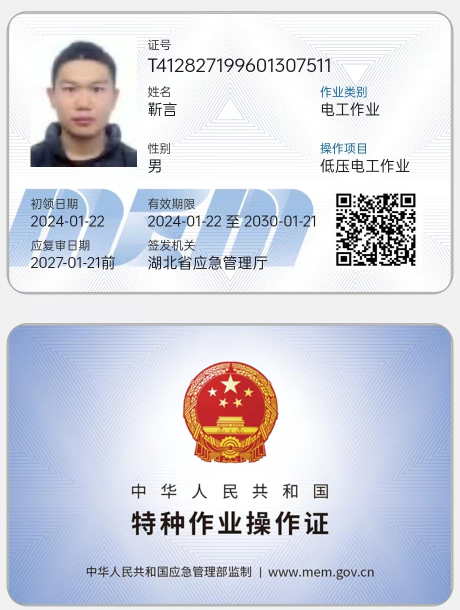 证号
T412827199601307511
姓名
作业类别
靳言
电工作业
性别
操作项目
男
低压电工作业
初领日期
有效期限
2024-01-22
2024-01-22 至 2030-01-21
应复审日期
签发机关
2027-01-21前
湖北省应急管理厅
中华人民共和国
特种作业操作证
中华人民共和国应急管理部监制 | www.mem.gov.cn